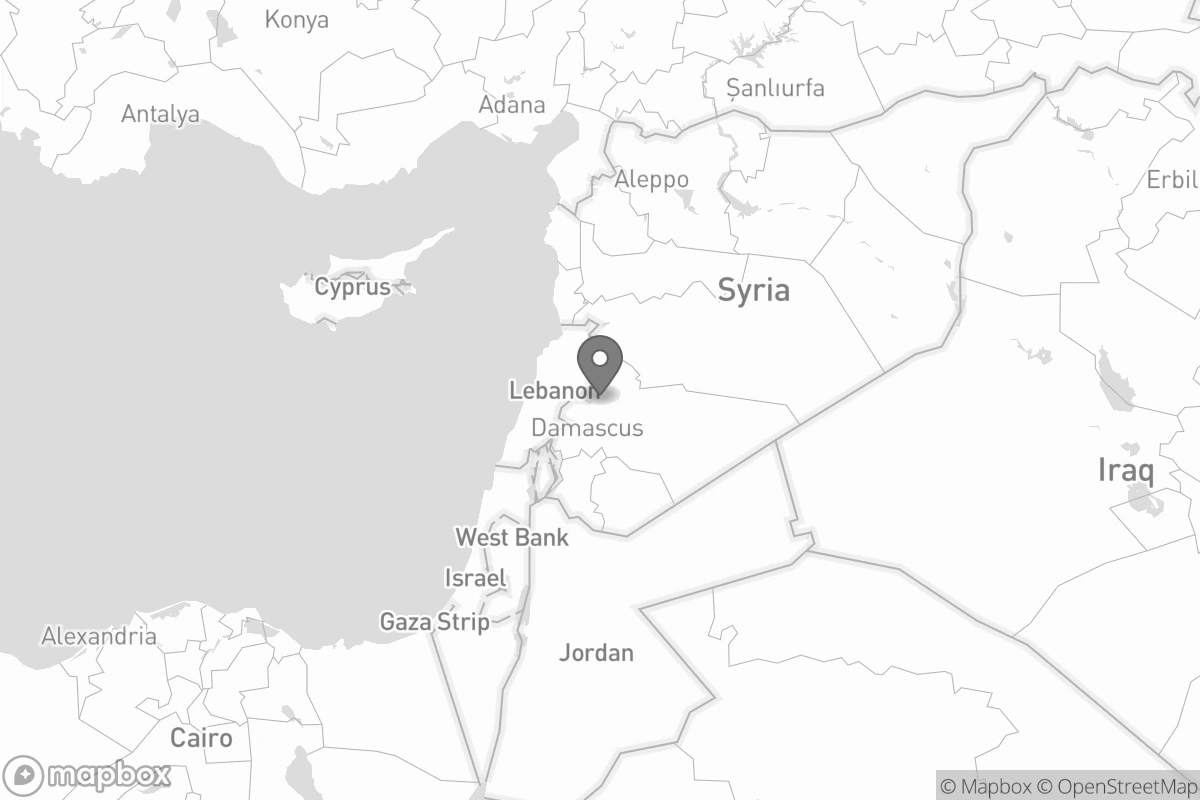 Konya
Şanlıurfa
Adana
Antalya
Aleppo
Erbil
Cyprus
Syria
Lebanon
Damascus
Iraq
West Bank
Israel
Gaza Strip
Alexandria
Jordan
Cairo
mapbox
© Mapbox © OpenStreetMap